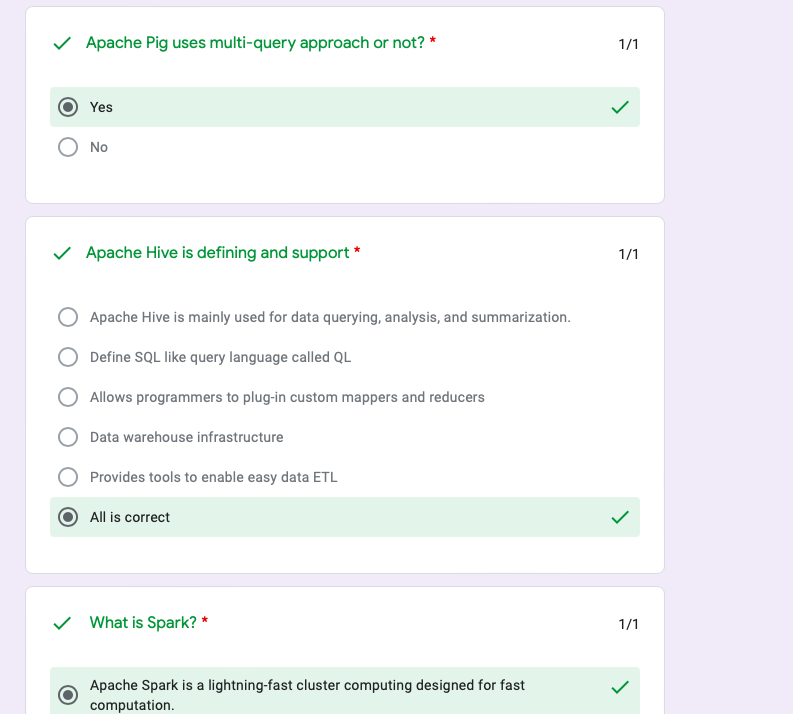 Apache Pig uses multi-query approach or not? *
1/1
Yes
No
Apache Hive is defining and support *
1/1
Apache Hive is mainly used for data querying, analysis, and summarization.
Define SQL like query language called QL
Allows programmers to plug-in custom mappers and reducers
Data warehouse infrastructure
Provides tools to enable easy data ETL
All is correct
What is Spark? *
1/1
Apache Spark is a lightning-fast cluster computing designed for fast
computation.